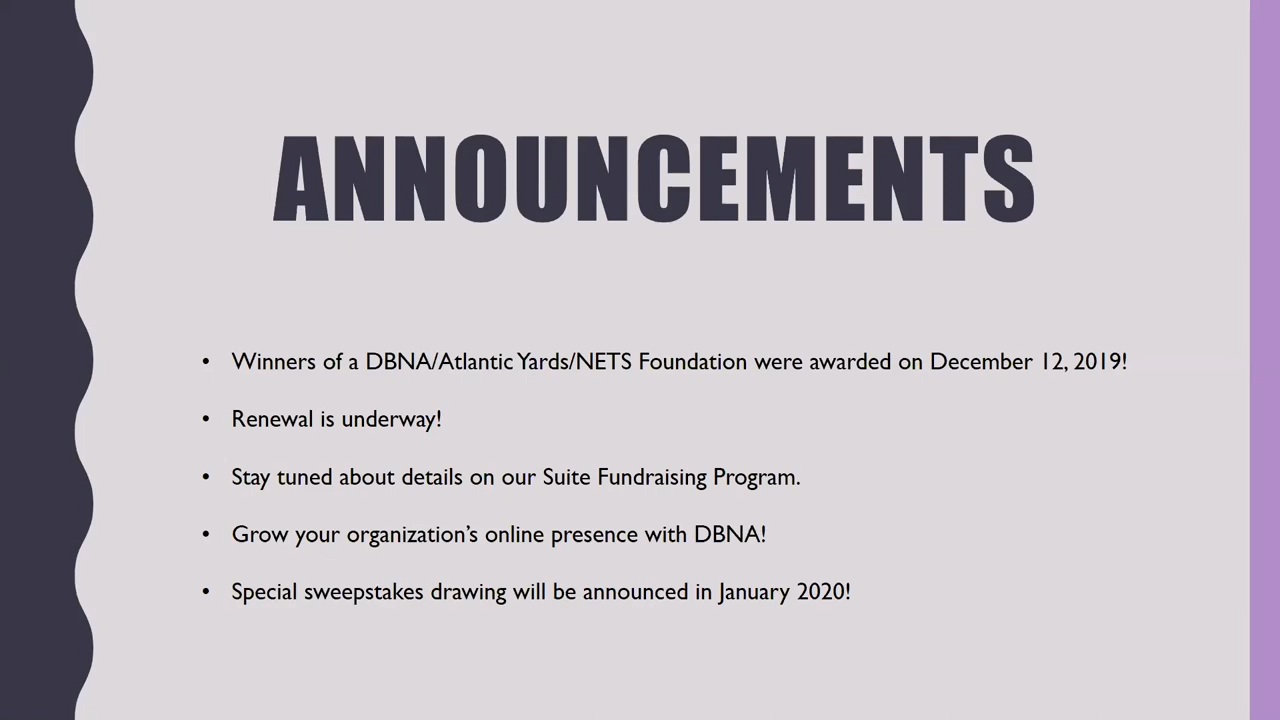 ANNOUNCEMENTS
• Winners of a DBNA/Atlantic Yards/NETS Foundation were awarded on December 12, 2019!
• Renewal is underway!
• Stay tuned about details on our Suite Fundraising Program.
• Grow your organization’s online presence with DBNA!
• Special sweepstakes drawing will be announced in January 2020!